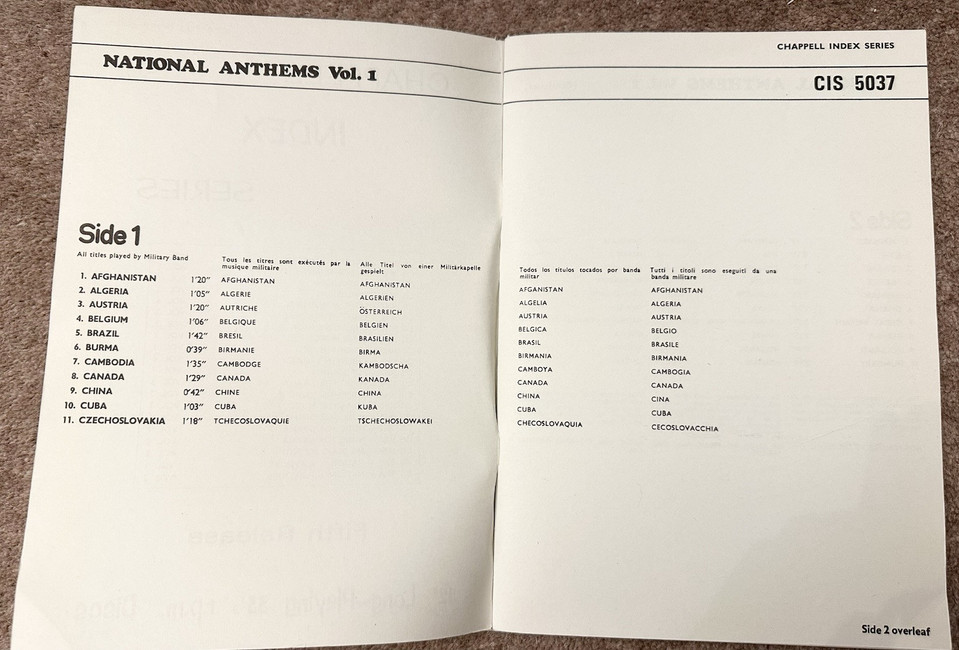 NATIONAL ANTHEMS Vol. 1
CHAPPELL INDEX SERIES
CIS 5037
Side 1
All titles played by Military Band
Tous les titres sont exécutés par la
musique militaire
Alle Titel von einer Militärkapelle
gespielt
Todos los titulos tocados por banda
militar
Tutti i titoli sono eseguiti da una
banda militare
1. AFGHANISTAN 1'20" AFGHANISTAN AFGHANISTAN AFGANISTAN AFGHANISTAN
2. ALGERIA 1'05" ALGERIE ALGERIEN ALGELIA ALGERIA
3. AUSTRIA 1'20" AUTRICHE ÖSTERREICH AUSTRIA AUSTRIA
4. BELGIUM 1'06" BELGIQUE BELGIEN BELGICA BELGIO
5. BRAZIL 1'42" BRESIL BRASILIEN BRASIL BRASILE
6. BURMA 0'39" BIRMANIE BIRMA BIRMANIA BIRMANIA
7. CAMBODIA 1'35" CAMBODGE KAMBODSCHA CAMBOYA CAMBOGIA
8. CANADA 1'29" CANADA KANADA CANADA CANADA
9. CHINA 0'42" CHINE CHINA CHINA CINA
10. CUBA 1'03" CUBA KUBA CUBA CUBA
11. CZECHOSLOVAKIA 1'18" TCHECOSLOVAQUIE TSCHECHOSLOWAKEI CHECOSLOVAQUIA CECOSLOVACCHIA
Side 2 overleaf